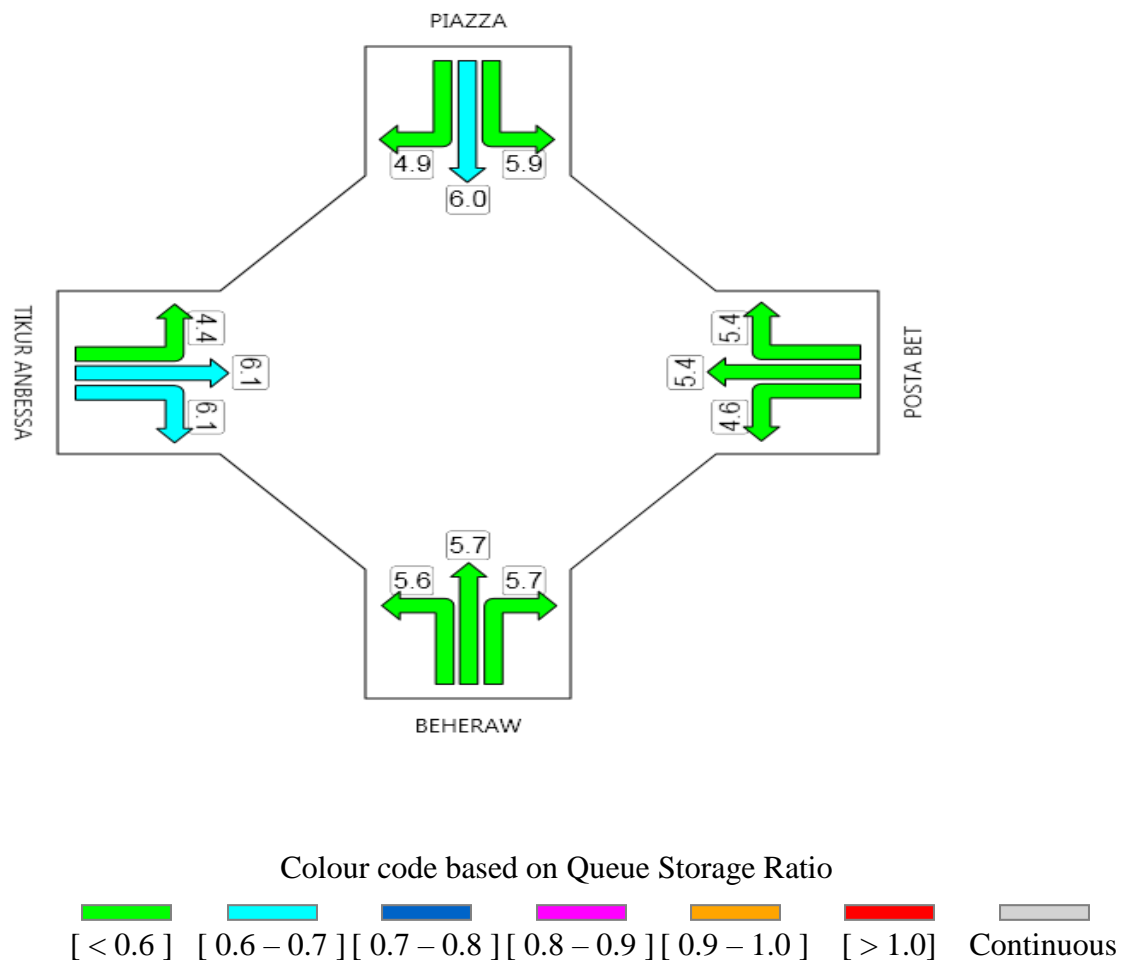 PIAZZA
4.9
5.9
6.0
TIKUR ANBESSA
4.4
6.1
6.1
5.4
5.4
4.6
POSTA BET
5.7
5.6
5.7
BEHERAW
Colour code based on Queue Storage Ratio
[ < 0.6 ] [ 0.6 – 0.7 ] [ 0.7 – 0.8 ] [ 0.8 – 0.9 ] [ 0.9 – 1.0 ] [ > 1.0] Continuous